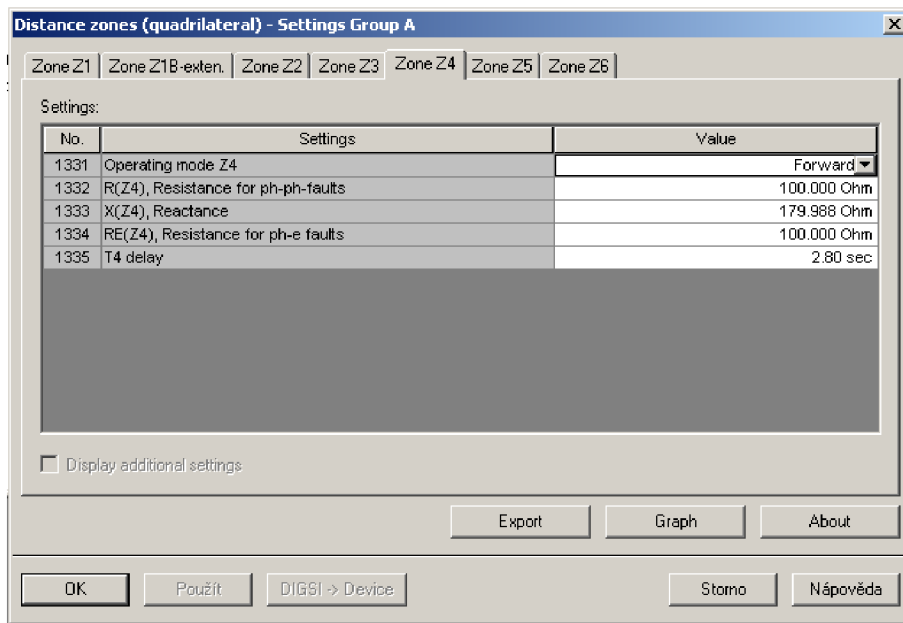 Distance zones (quadrilateral) - Settings Group A
Zone Z1 Zone Z1B-exten. Zone Z2 Zone Z3 Zone Z4 Zone Z5 Zone Z6
Settings:
No. Settings Value
1331 Operating mode Z4 Forward
1332 R(Z4), Resistance for ph-ph-faults 100.000 Ohm
1333 X(Z4), Reactance 179.988 Ohm
1334 RE(Z4), Resistance for ph-e faults 100.000 Ohm
1335 T4 delay 2.80 sec
Display additional settings
Export Graph About
OK Použít DIGSI -> Device Storno Nápověda